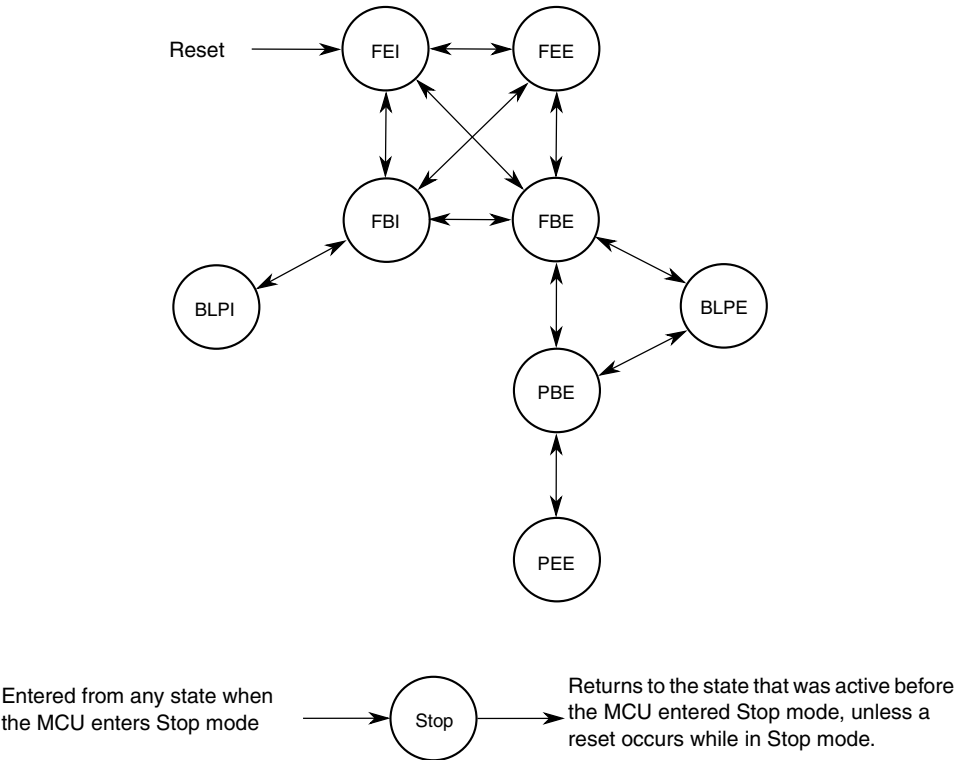 Reset
FEI
FEE
FBI
FBE
BLPI
BLPE
PBE
PEE
Entered from any state when
the MCU enters Stop mode
Stop
Returns to the state that was active before
the MCU entered Stop mode, unless a
reset occurs while in Stop mode.